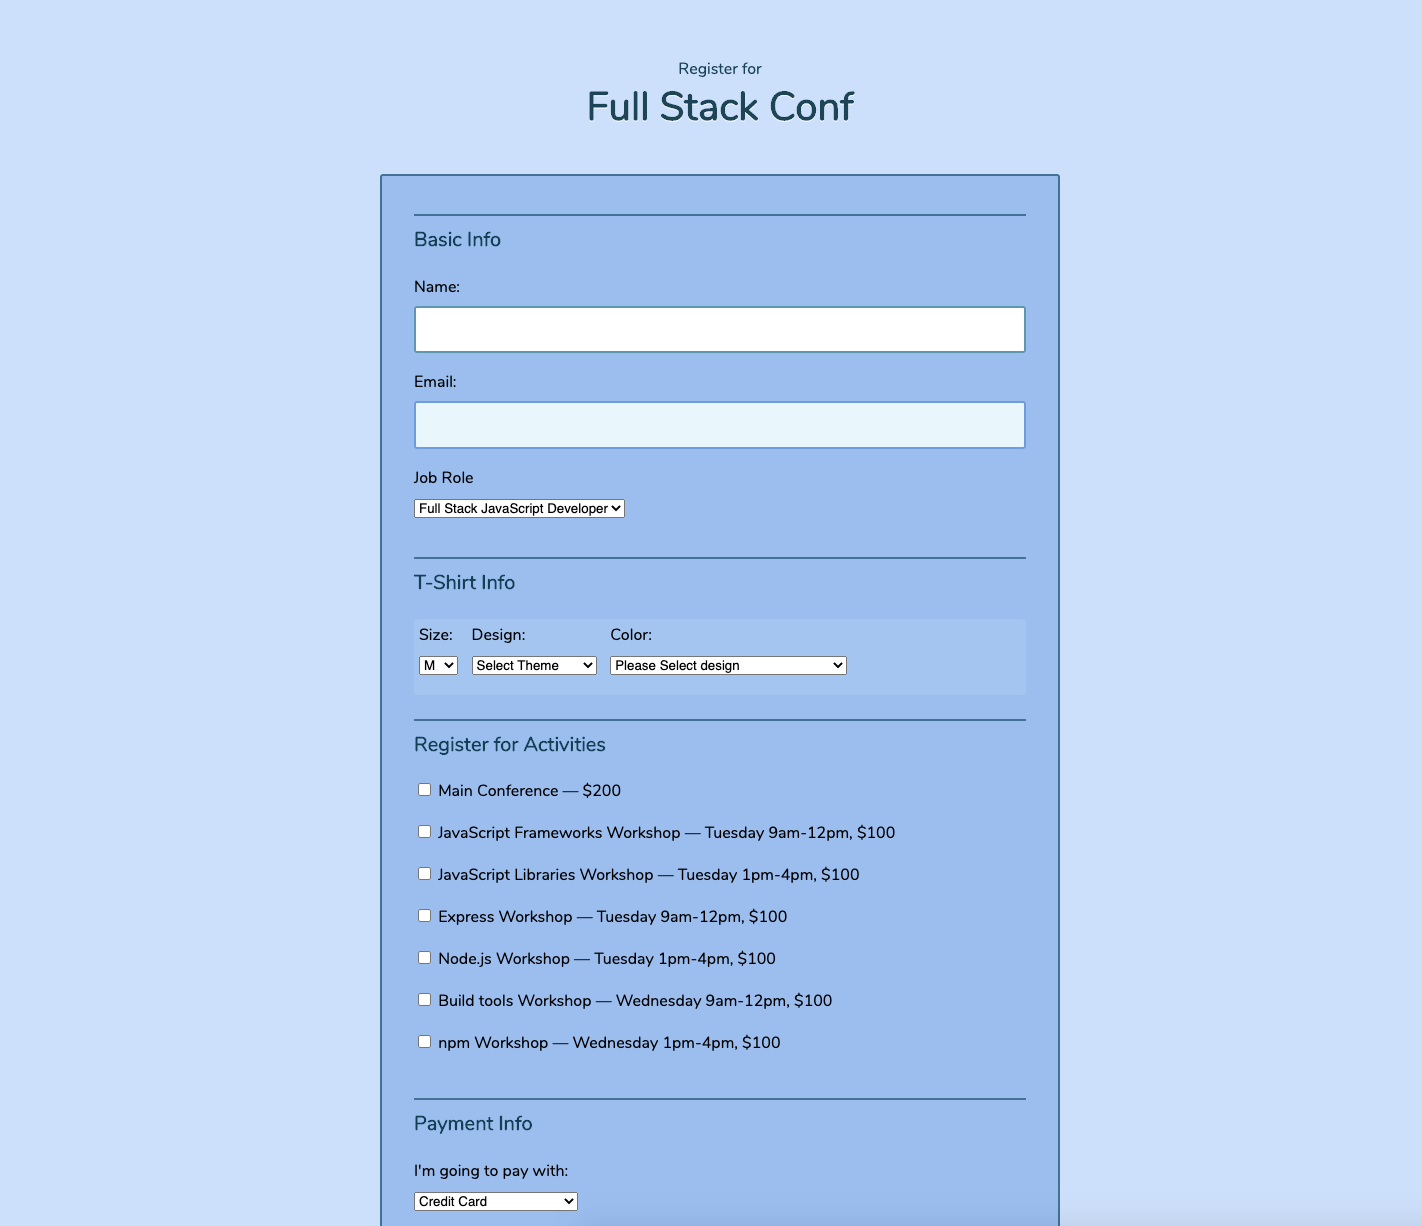 Register for
Full Stack Conf
Basic Info
Name:
Email:
Job Role
Full Stack JavaScript Developer
T-Shirt Info
Size: Design: Color:
M Select Theme Please Select design
Register for Activities
Main Conference — $200
JavaScript Frameworks Workshop — Tuesday 9am-12pm, $100
JavaScript Libraries Workshop — Tuesday 1pm-4pm, $100
Express Workshop — Tuesday 9am-12pm, $100
Node.js Workshop — Tuesday 1pm-4pm, $100
Build tools Workshop — Wednesday 9am-12pm, $100
npm Workshop — Wednesday 1pm-4pm, $100
Payment Info
I'm going to pay with:
Credit Card